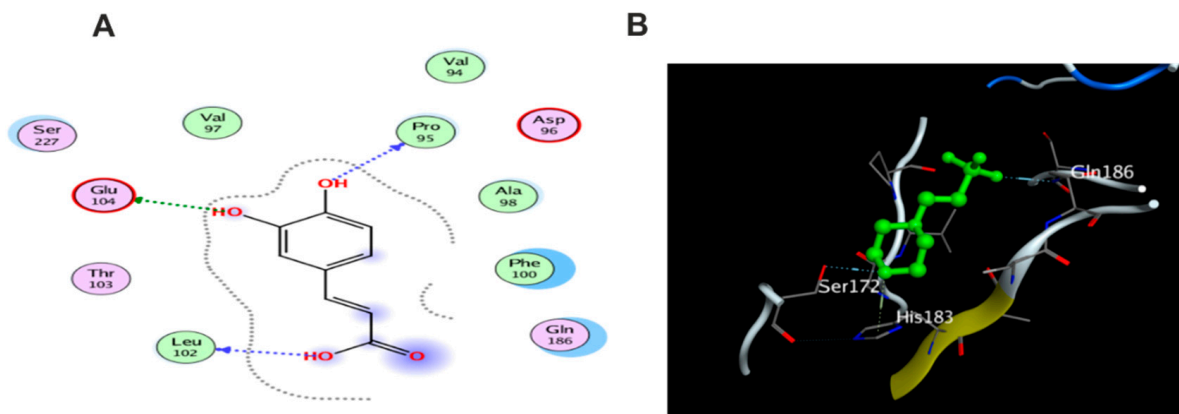 A
B
Val
94
Ser
227
Val
97
Pro
95
Asp
96
Glu
104
OH
HO
Ala
98
Gln186
Thr
103
Phe
100
Ser172
Leu
102
HO
O
Gln
186
His183